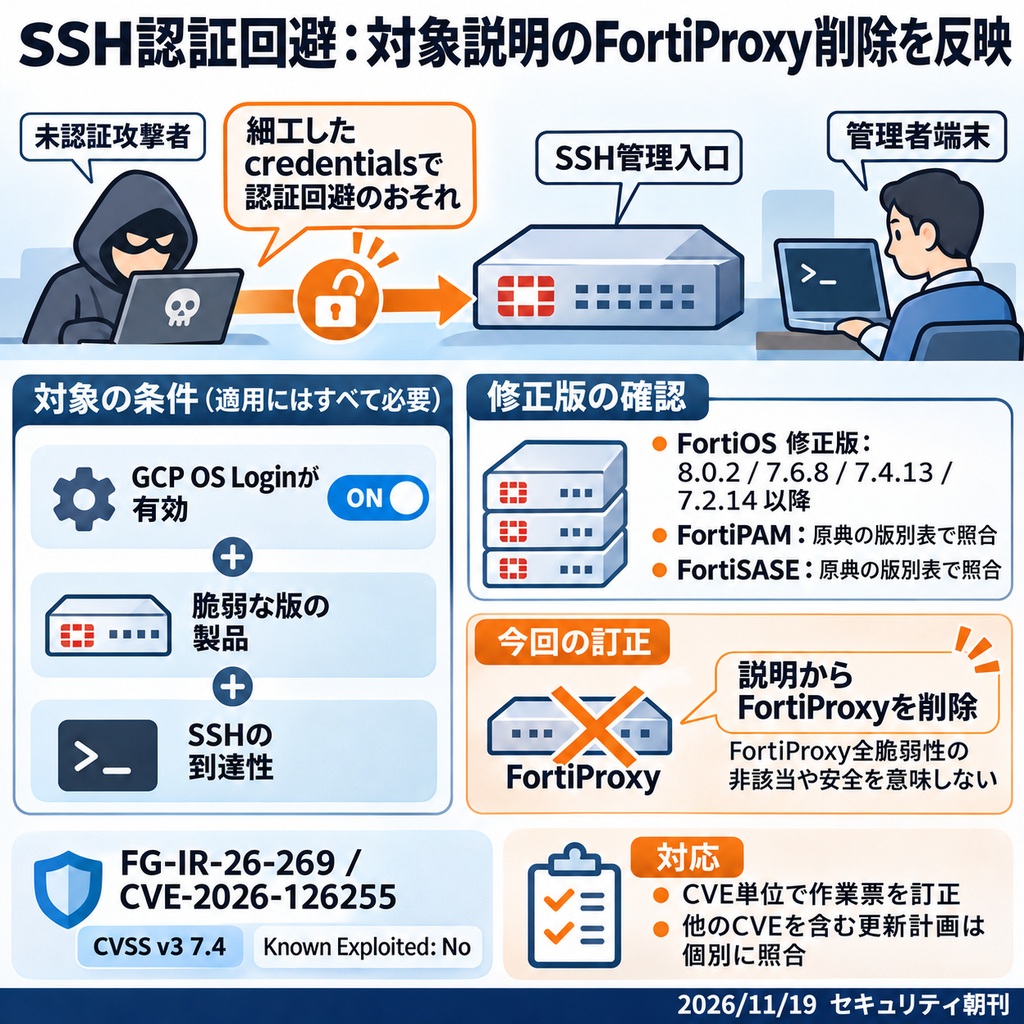 SSH認証回避：対象説明のFortiProxy削除を反映
未認証攻撃者
細工した
credentialsで
認証回避のおそれ
SSH管理入口
管理者端末
>_
対象の条件（適用にはすべて必要）
GCP OS Loginが
有効
ON
+
脆弱な版の
製品
+
>_
SSHの
到達性
修正版の確認
● FortiOS 修正版：
8.0.2 / 7.6.8 / 7.4.13 /
7.2.14 以降
● FortiPAM：原典の版別表で照合
● FortiSASE：原典の版別表で照合
今回の訂正
FortiProxy
説明から
FortiProxyを削除
FortiProxy全脆弱性の
非該当や安全を意味しない
FG-IR-26-269 /
CVE-2026-126255
CVSS v3 7.4
Known Exploited: No
対応
● CVE単位で作業票を訂正
● 他のCVEを含む更新計画は
個別に照合
2026/11/19 セキュリティ朝刊